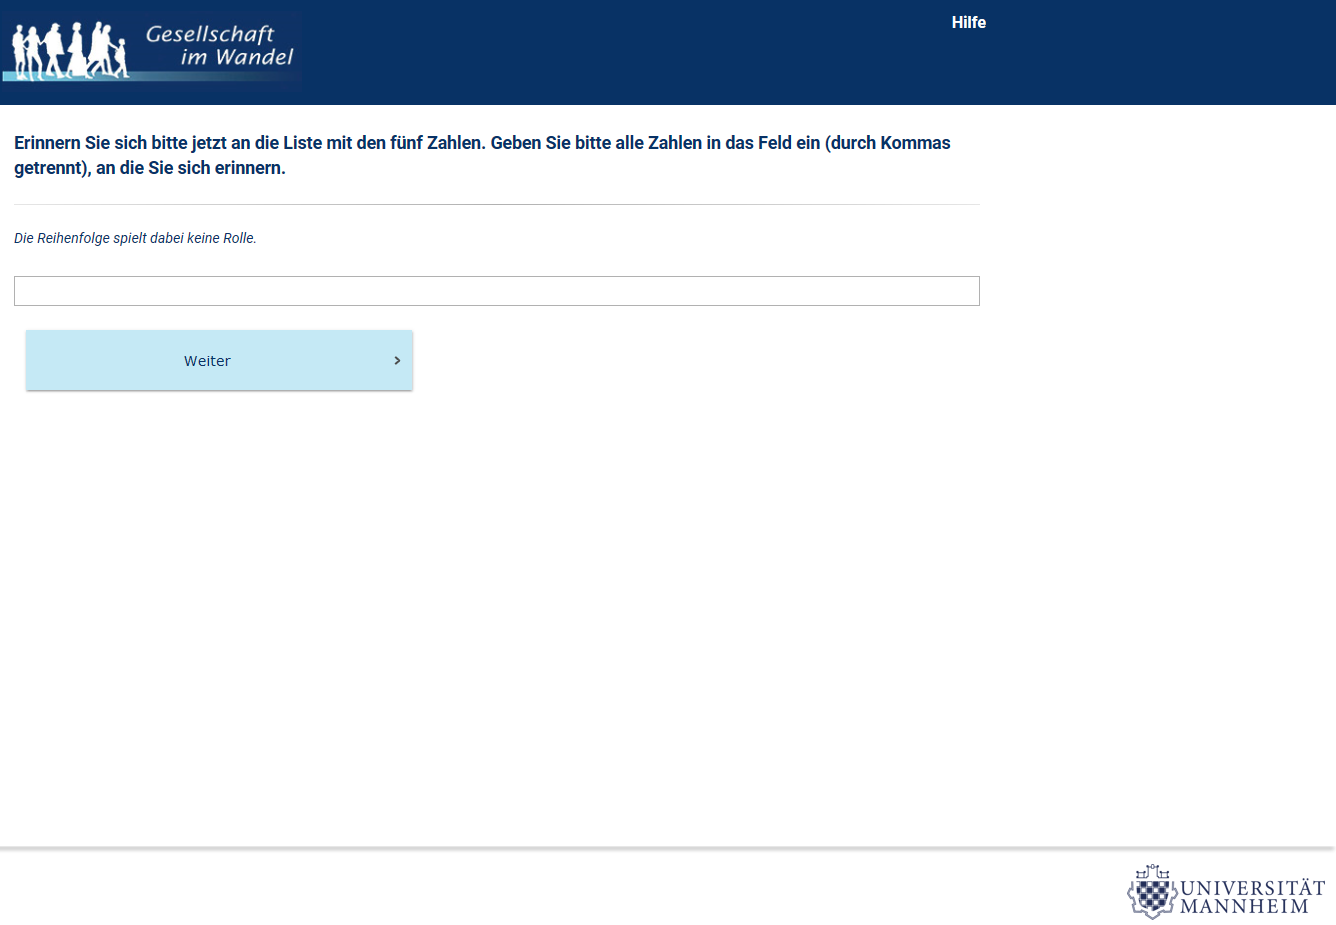 Gesellschaft
im Wandel
Hilfe
Erinnern Sie sich bitte jetzt an die Liste mit den fünf Zahlen. Geben Sie bitte alle Zahlen in das Feld ein (durch Kommas
getrennt), an die Sie sich erinnern.
Die Reihenfolge spielt dabei keine Rolle.
Weiter
UNIVERSITÄT
MANNHEIM